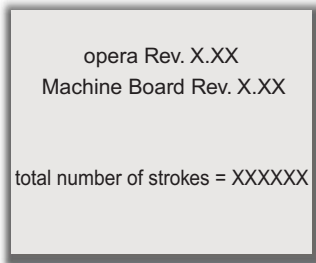 opera Rev. X.XX
Machine Board Rev. X.XX
total number of strokes = XXXXXX